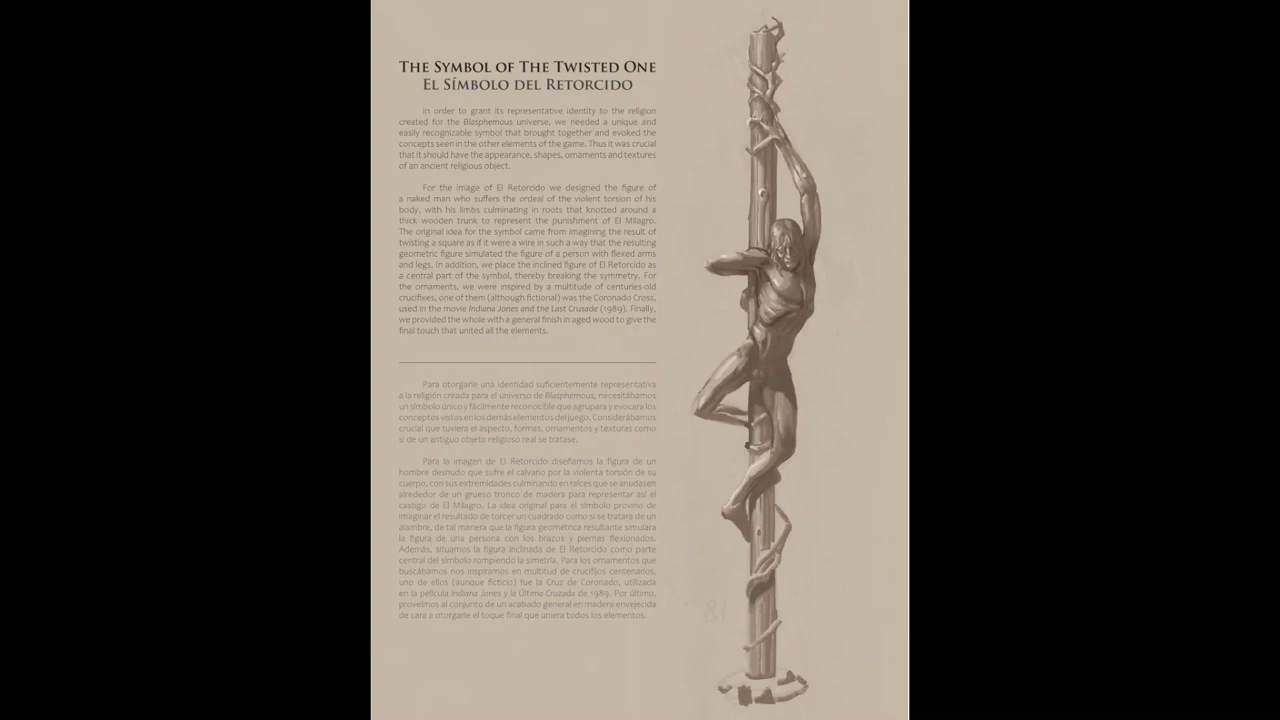 THE SYMBOL OF THE TWISTED ONE
EL SÍMBOLO DEL RETORCIDO
In order to grant its representative identity to the religion
created for the Blasphemous universe, we needed a unique and
easily recognizable symbol that brought together and evoked the
concepts seen in the other elements of the game. Thus it was crucial
that it should have the appearance, shapes, ornaments and textures
of an ancient religious object.
For the image of El Retorcido we designed the figure of
a naked man who suffers the ordeal of the violent torsion of his
body, with his limbs culminating in roots that knotted around a
thick wooden trunk to represent the punishment of El Milagro.
The original idea for the symbol came from imagining the result of
twisting a square as if it were a wire in such a way that the resulting
geometric figure simulated the figure of a person with flexed arms
and legs. In addition, we place the inclined figure of El Retorcido as
a central part of the symbol, thereby breaking the symmetry. For
the ornaments, we were inspired by a multitude of centuries-old
crucifixes, one of them (although fictional) was the Coronado Cross,
used in the movie Indiana Jones and the Last Crusade (1989). Finally,
we provided the whole with a general finish in aged wood to give the
final touch that united all the elements.
Para otorgarle una identidad suficientemente representativa
a la religión creada para el universo de Blasphemous, necesitábamos
un símbolo único y fácilmente reconocible que agrupara y evocara los
conceptos vistos en los demás elementos del juego. Considerábamos
crucial que tuviera el aspecto, formas, ornamentos y texturas como
si de un antiguo objeto religioso real se tratase.
Para la imagen de El Retorcido diseñamos la figura de un
hombre desnudo que sufre el calvario por la violenta torsión de su
cuerpo, con sus extremidades culminando en raíces que se anudasen
alrededor de un grueso tronco de madera para representar así el
castigo de El Milagro. La idea original para el símbolo provino de
imaginar el resultado de torcer un cuadrado como si se tratara de un
alambre, de tal manera que la figura geométrica resultante simulara
la figura de una persona con los brazos y piernas flexionados.
Además, situamos la figura inclinada de El Retorcido como parte
central del símbolo rompiendo la simetría. Para los ornamentos que
buscábamos nos inspiramos en multitud de crucifijos centenarios,
uno de ellos (aunque ficticio) fue la Cruz de Coronado, utilizada
en la película Indiana Jones y la Última Cruzada de 1989. Por último,
proveímos al conjunto de un acabado general en madera envejecida
de cara a otorgarle el toque final que uniera todos los elementos.